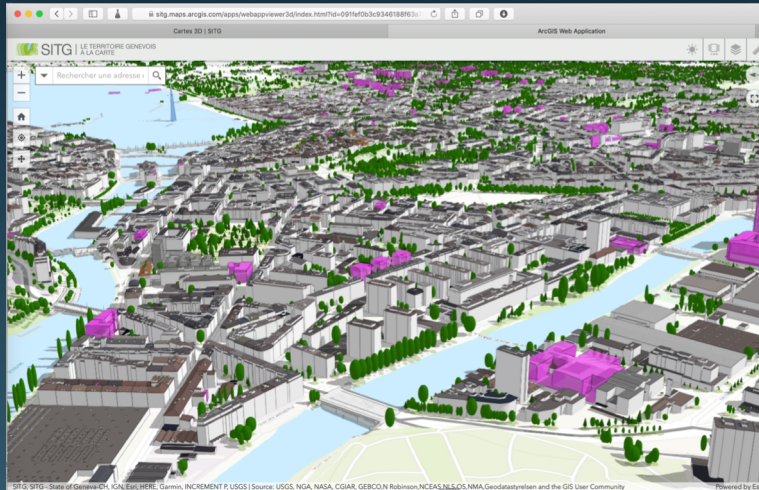 sitg.maps.arcgis.com/apps/webappviewer3d/index.html?id=091fef0b3c9346188f63
Cartes 3D | SITG
ArcGIS Web Application
SITG LE TERRITOIRE GENEVOIS
À LA CARTE
Rechercher une adresse
SITG, SITG - State of Geneva-CH, IGN, Esri, HERE, Garmin, INCREMENT P, USGS | Source: USGS, NGA, NASA, CGIAR, GEBCO,N Robinson,NCEAS,NLS,OS,NMA,Geodatastyrelsen and the GIS User Community
Powered by Es